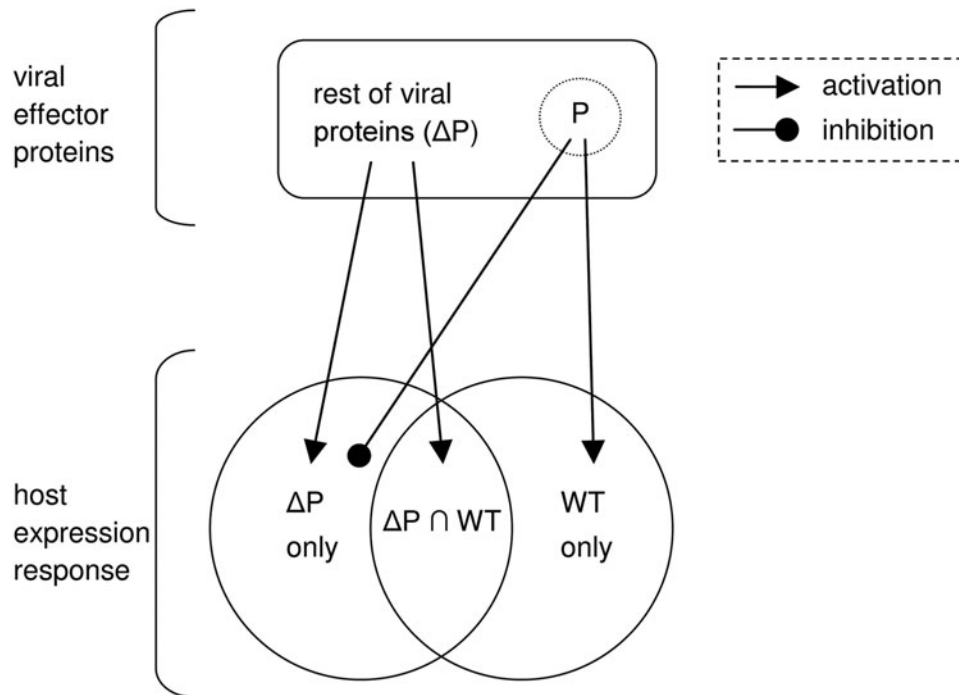 viral
effector
proteins
rest of viral
proteins (ΔP)
P
activation
inhibition
host
expression
response
ΔP
only
ΔP ∩ WT
WT
only